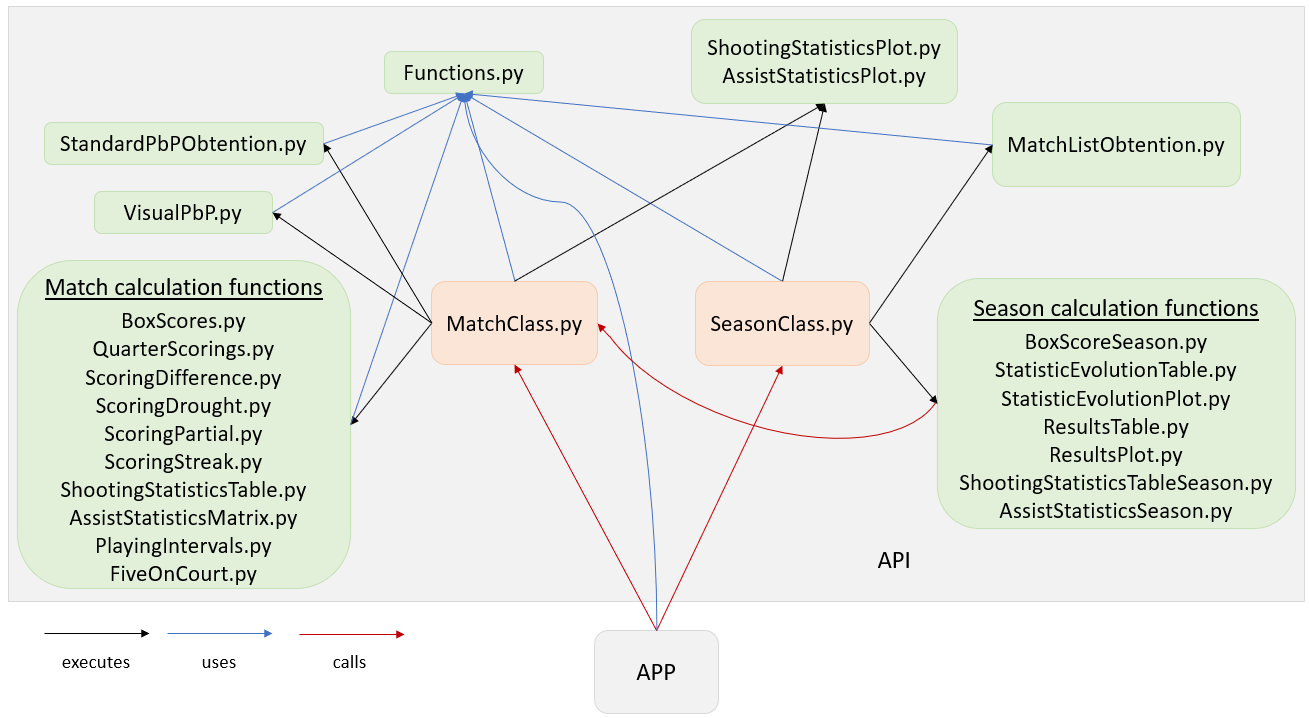 ShootingStatisticsPlot.py
AssistStatisticsPlot.py
Functions.py
StandardPbPObtention.py
MatchListObtention.py
VisualPbP.py
Match calculation functions
BoxScores.py
QuarterScorings.py
ScoringDifference.py
ScoringDrought.py
ScoringPartial.py
ScoringStreak.py
ShootingStatisticsTable.py
AssistStatisticsMatrix.py
PlayingIntervals.py
FiveOnCourt.py
MatchClass.py
SeasonClass.py
Season calculation functions
BoxScoreSeason.py
StatisticEvolutionTable.py
StatisticEvolutionPlot.py
ResultsTable.py
ResultsPlot.py
ShootingStatisticsTableSeason.py
AssistStatisticsSeason.py
API
executes
uses
calls
APP